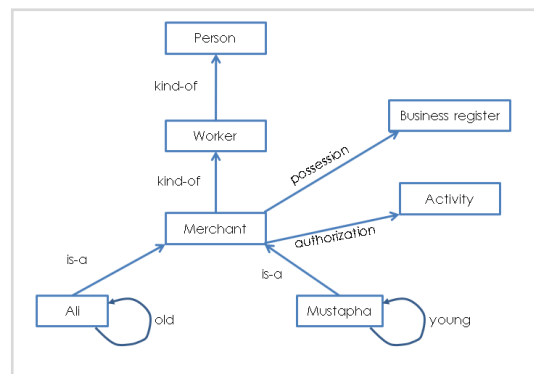 Person
kind-of
Business register
Worker
possession
kind-of
Activity
Merchant
authorization
is-a
is-a
Ali
old
Mustapha
young